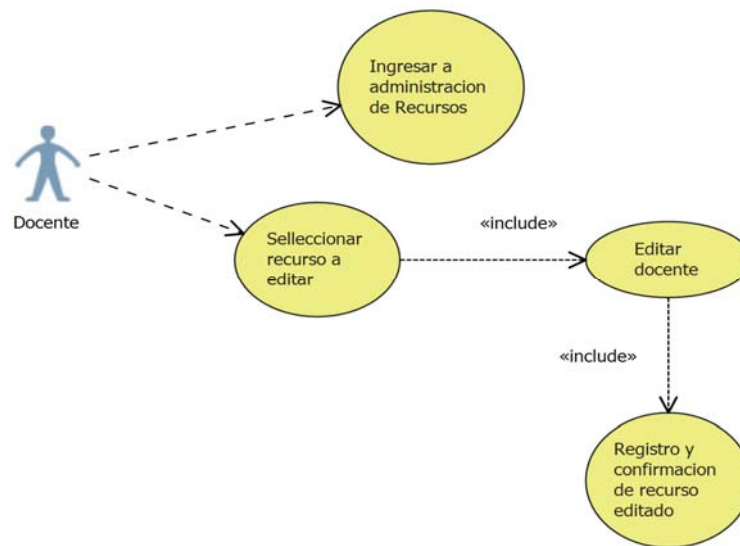 Ingresar a
administracion
de Recursos
Docente
Selleccionar
recurso a
editar
«include»
Editar
docente
«include»
Registro y
confirmacion
de recurso
editado